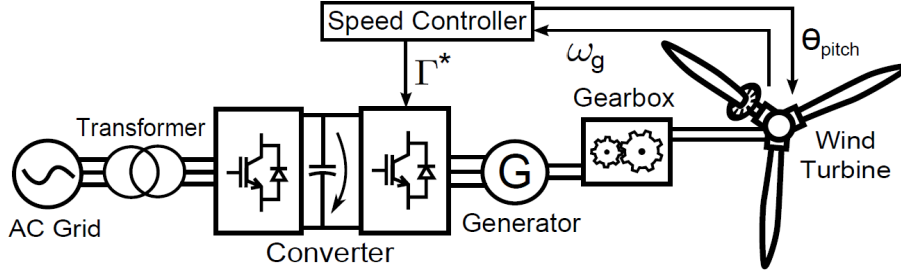 Speed Controller
Γ*
ω_g
θ_pitch
Gearbox
Transformer
Wind
Turbine
G
AC Grid
Generator
Converter